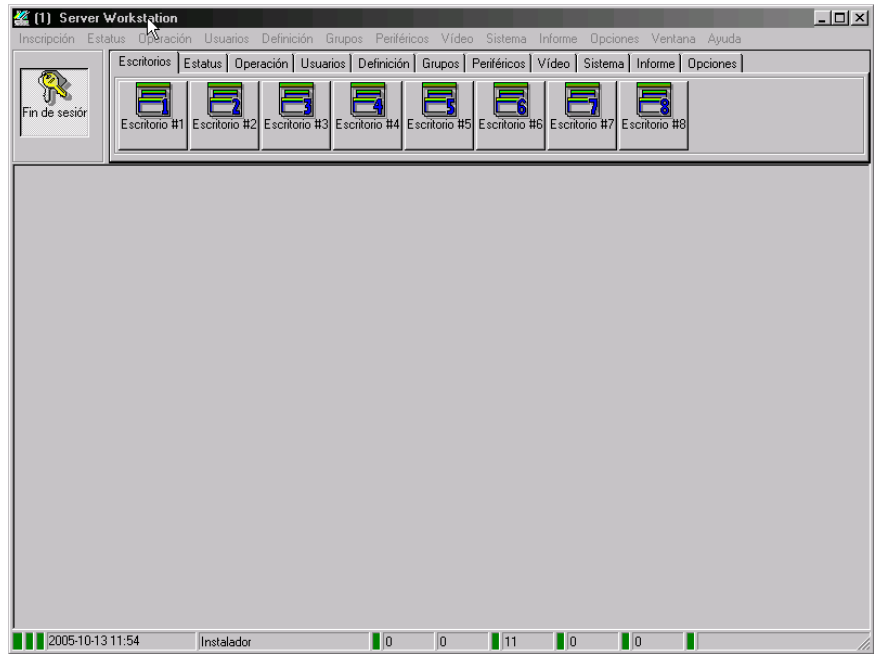 (1) Server Workstation
Inscripción Estatus Operación Usuarios Definición Grupos Periféricos Vídeo Sistema Informe Opciones Ventana Ayuda
Escritorios Estatus Operación Usuarios Definición Grupos Periféricos Vídeo Sistema Informe Opciones
1 2 3 4 5 6 7 8
Fin de sesiór
Escritorio #1 Escritorio #2 Escritorio #3 Escritorio #4 Escritorio #5 Escritorio #6 Escritorio #7 Escritorio #8
2005-10-13 11:54 Instalador 0 0 11 0 0